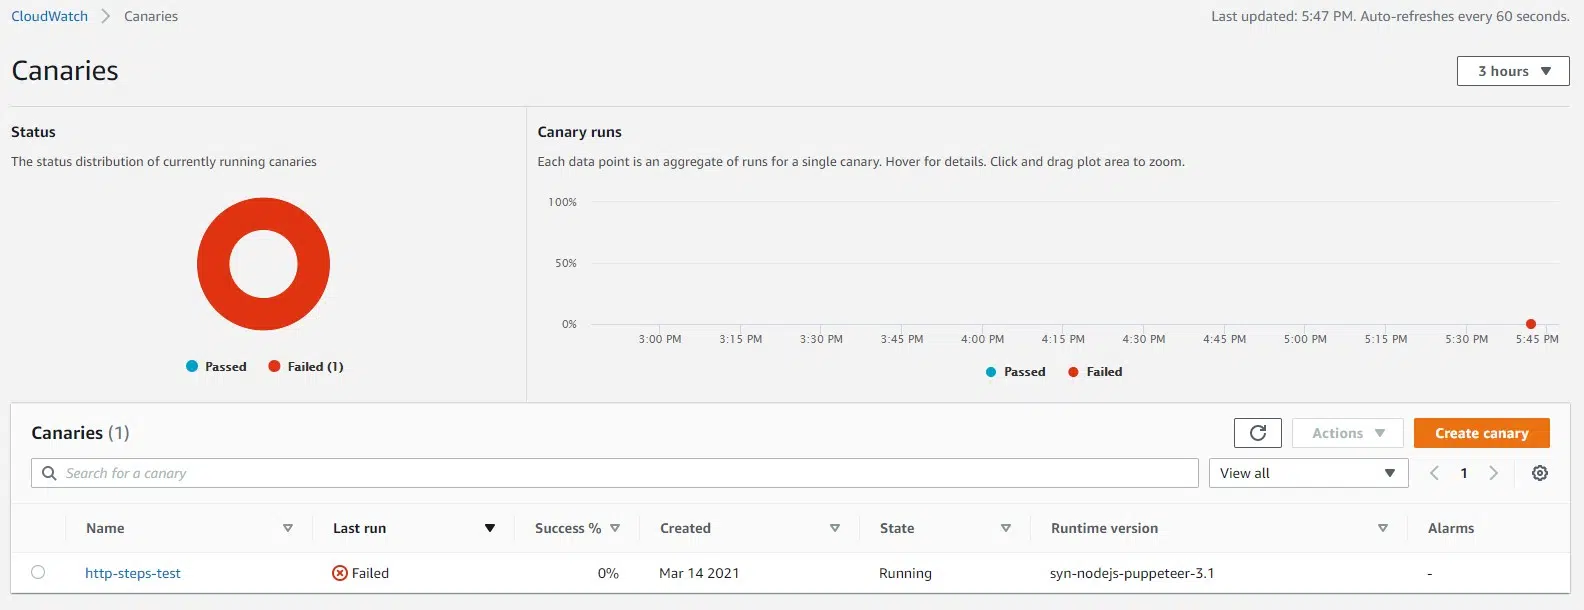 CloudWatch > Canaries
Last updated: 5:47 PM. Auto-refreshes every 60 seconds.
Canaries
3 hours
Status
The status distribution of currently running canaries
Passed Failed (1)
Canary runs
Each data point is an aggregate of runs for a single canary. Hover for details. Click and drag plot area to zoom.
100%
50%
0%
3:00 PM 3:15 PM 3:30 PM 3:45 PM 4:00 PM 4:15 PM 4:30 PM 4:45 PM 5:00 PM 5:15 PM 5:30 PM 5:45 PM
Passed Failed
Canaries (1)
Actions Create canary
Search for a canary
View all
1
Name Last run Success % Created State Runtime version Alarms
http-steps-test Failed 0% Mar 14 2021 Running syn-nodejs-puppeteer-3.1 -